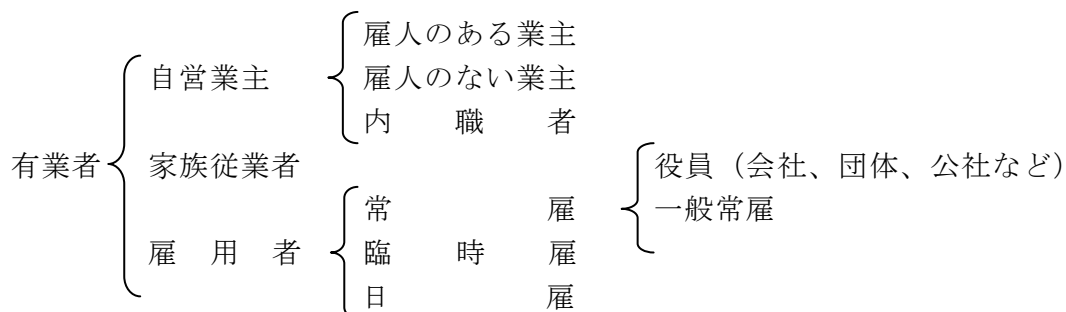 雇人のある業主
自営業主 雇人のない業主
内職者
有業者 家族従業者 役員（会社、団体、公社など）
常雇 一般常雇
雇用者 臨時雇
日雇